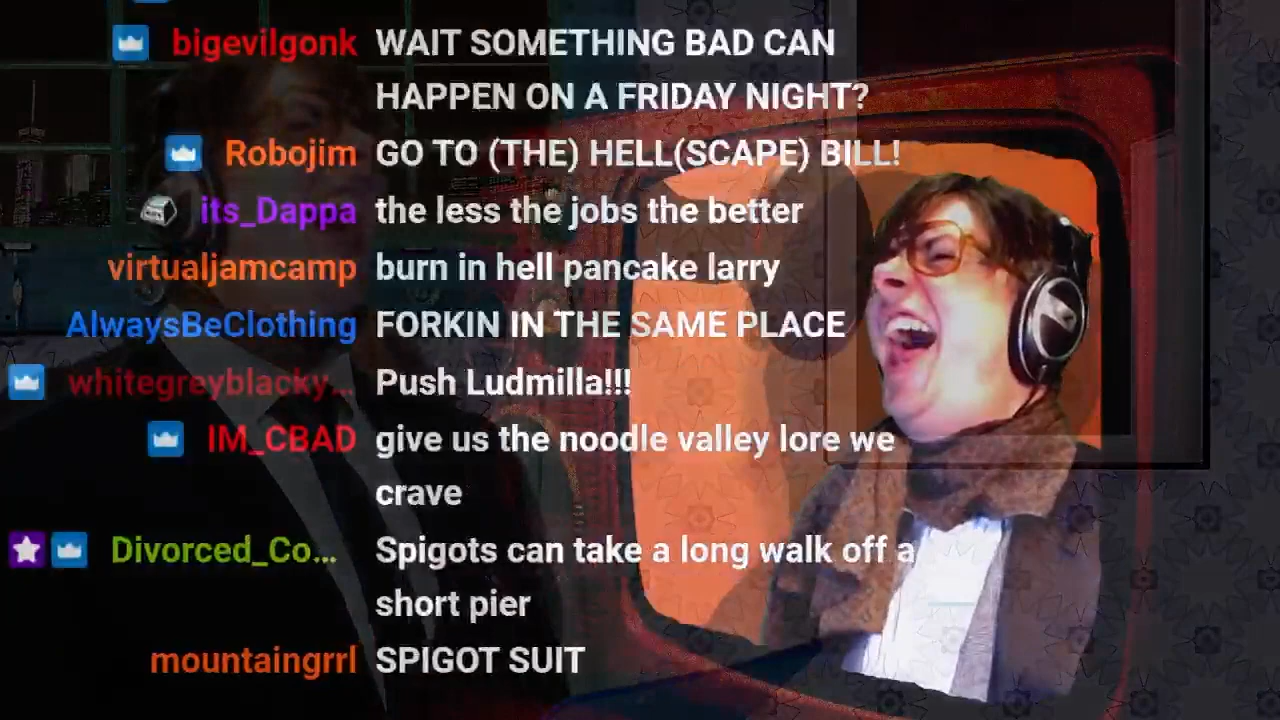 bigevilgonk WAIT SOMETHING BAD CAN
HAPPEN ON A FRIDAY NIGHT?
Robojim GO TO (THE) HELL(SCAPE) BILL!
its_Dappa the less the jobs the better
virtualjamcamp burn in hell pancake larry
AlwaysBeClothing FORKIN IN THE SAME PLACE
whitegreyblacky... Push Ludmilla!!!
IM_CBAD give us the noodle valley lore we
crave
Divorced_Co... Spigots can take a long walk off a
short pier
mountaingrrl SPIGOT SUIT